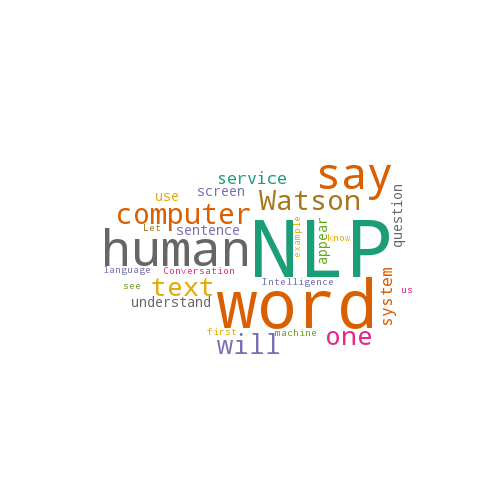 say
service
screen
use
Watson
question
computer
Let
sentence
example
appear
know
human
NLP
language
Conversation
see
text
Intelligence
us
understand
word
system
first
machine
one
will